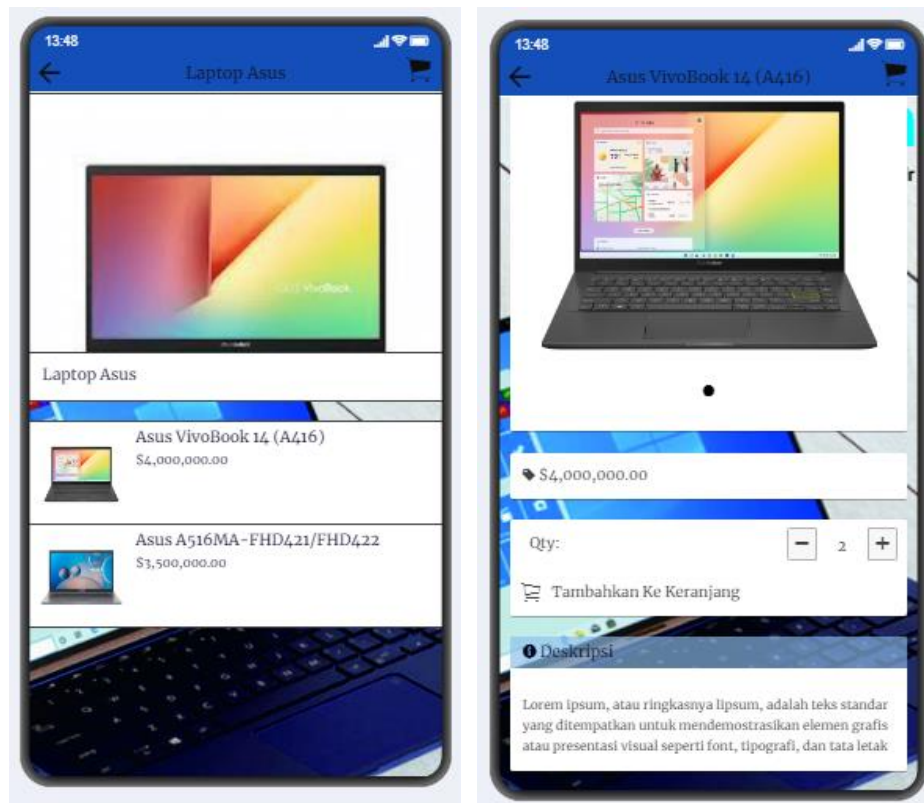 13:48
Laptop Asus
VivoBook
Laptop Asus
Asus VivoBook 14 (A416)
$4,000,000.00
Asus A516MA-FHD421/FHD422
$3,500,000.00
13:48
Asus VivoBook 14 (A416)
r
$4,000,000.00
Qty:
2
Tambahkan Ke Keranjang
Deskripsi
Lorem ipsum, atau ringkasnya lipsum, adalah teks standar
yang ditempatkan untuk mendemostrasikan elemen grafis
atau presentasi visual seperti font, tipografi, dan tata letak